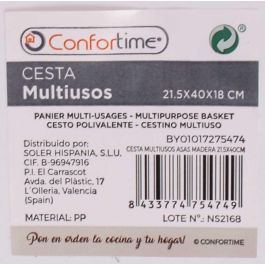 Confortime®
CESTA
Multiusos
21.5X40X18 CM
PANIER MULTI-USAGES - MULTIPURPOSE BASKET
CESTO POLIVALENTE - CESTINO MULTIUSO
BY01017275474
Distribuido por:
SOLER HISPANIA, S.L.U.
CIF. B-96947916
P.I. El Carrascot
Avda. del Plàstic, 17
L'Olleria, Valencia
(Spain)
CESTA MULTIUSOS ASAS MADERA 21.5X40CM
8 433774 754749
MATERIAL: PP
LOTE Nº.: NS2168
¡Pon en orden la cocina y tu hogar!
© CONFORTIME